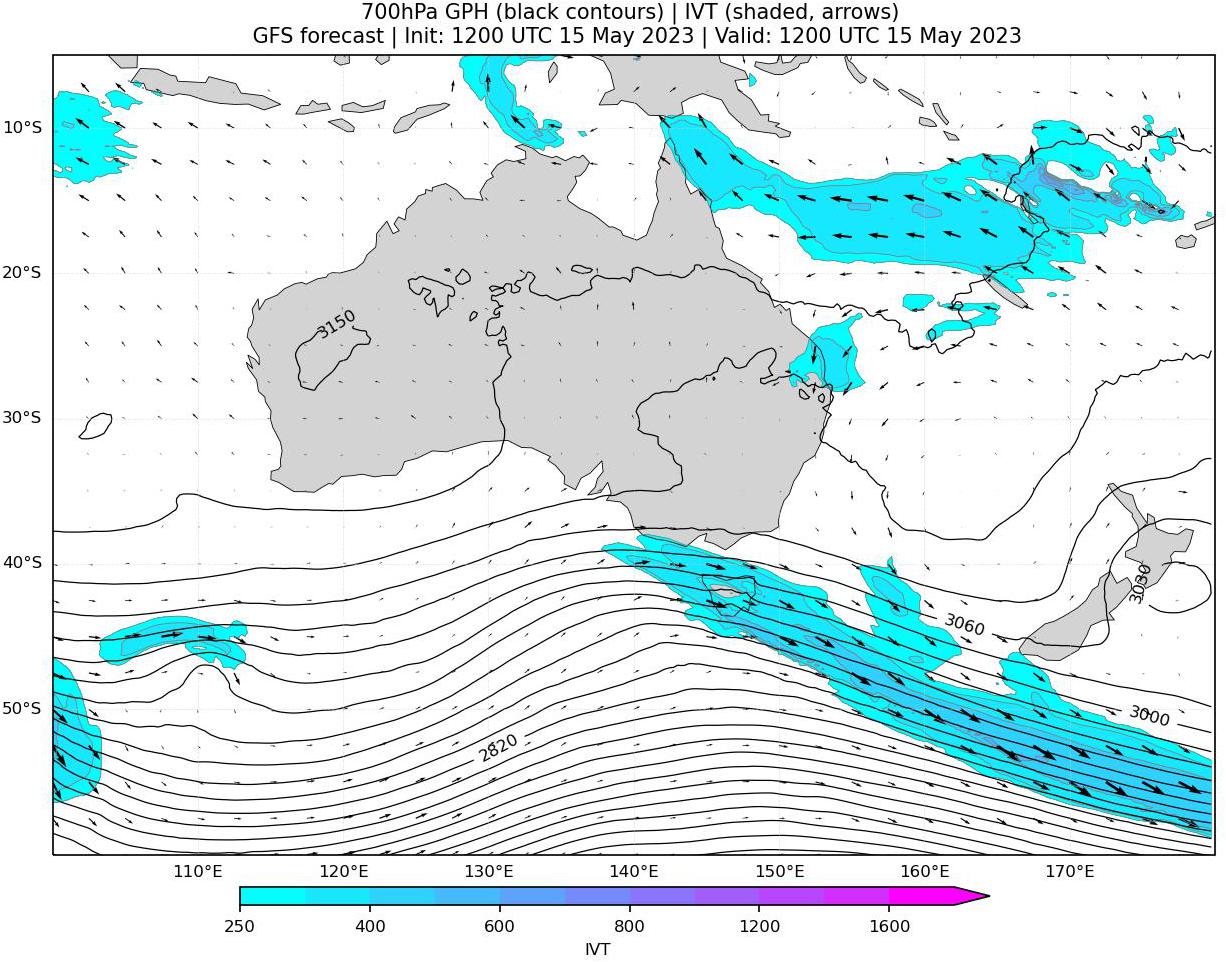 700hPa GPH (black contours) | IVT (shaded, arrows)
GFS forecast | Init: 1200 UTC 15 May 2023 | Valid: 1200 UTC 15 May 2023
10°S
20°S
3150
30°S
40°S
3030
3060
50°S
3000
2820
110°E 120°E 130°E 140°E 150°E 160°E 170°E
250 400 600 800 1200 1600
IVT